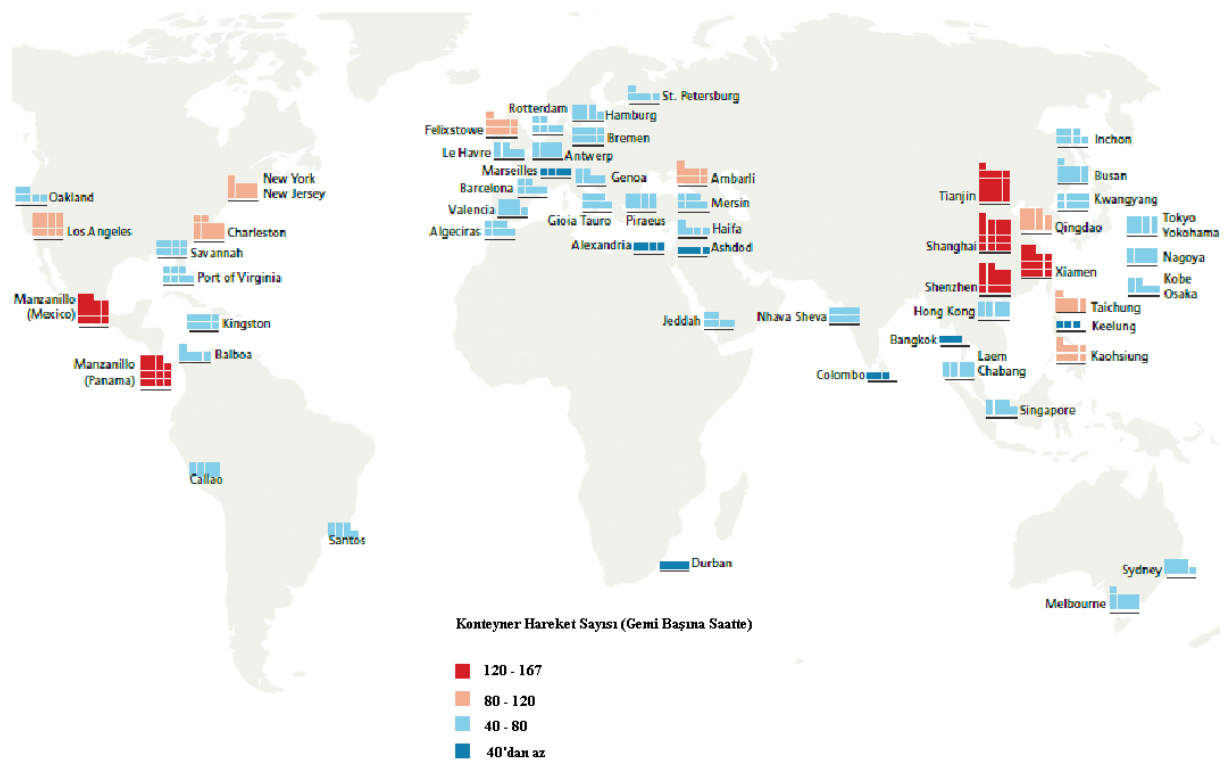 St. Petersburg
Rotterdam
Hamburg
Felixstowe
Bremen
Inchon
Le Havre
Antwerp
Marseilles
Genoa
Ambarli
Busan
New York
New Jersey
Oakland
Barcelona
Tianjin
Kwangyang
Valencia
Mersin
Gioia Tauro
Piraeus
Tokyo
Yokohama
Los Angeles
Charleston
Algeciras
Haifa
Qingdao
Alexandria
Ashdod
Shanghai
Savannah
Nagoya
Port of Virginia
Xiamen
Shenzhen
Kobe
Osaka
Manzanillo
(Mexico)
Taichung
Hong Kong
Kingston
Jeddah
Nhava Sheva
Keelung
Bangkok
Balboa
Laem
Chabang
Kaohsiung
Manzanillo
(Panama)
Colombo
Singapore
Callao
Santos
Durban
Sydney
Melbourne
Konteyner Hareket Sayısı (Gemi Başına Saatte)
120 - 167
80 - 120
40 - 80
40'dan az